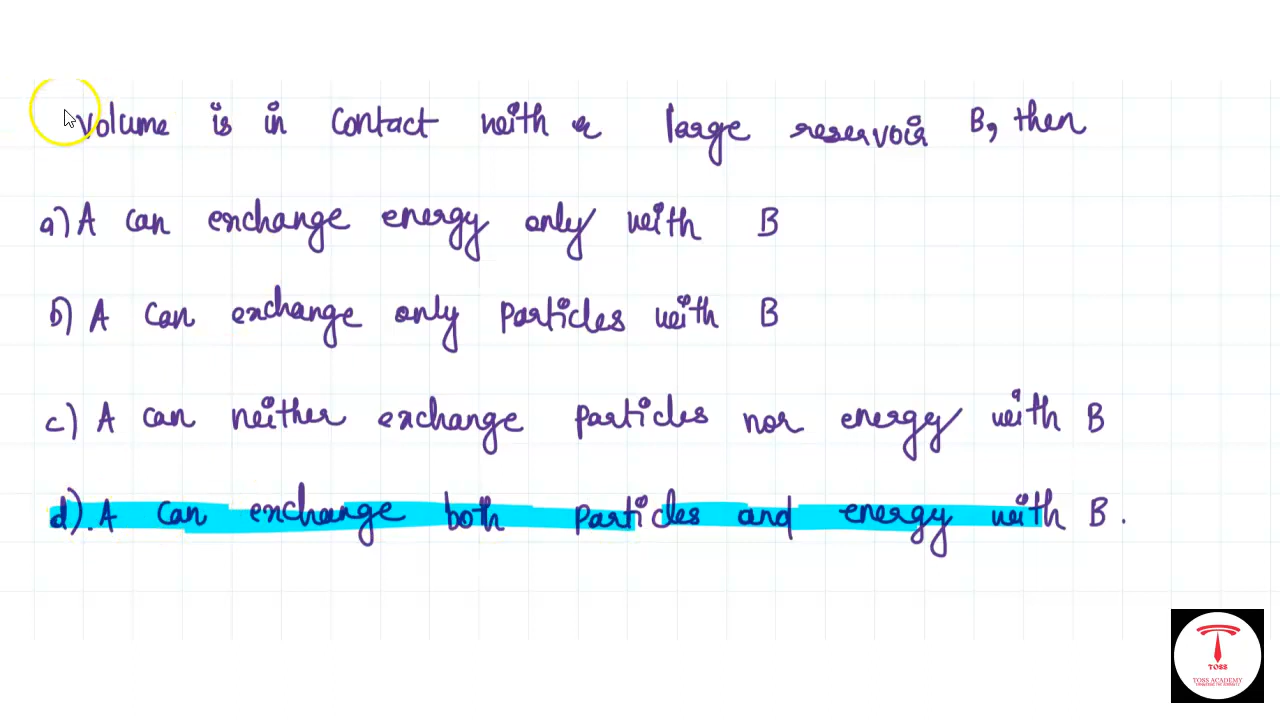 volume is in contact with a large reservoir B, then
a) A can exchange energy only with B
b) A can exchange only particles with B
c) A can neither exchange particles nor energy with B
d). A can exchange both particles and energy with B.
TOSS
TOSS ACADEMY